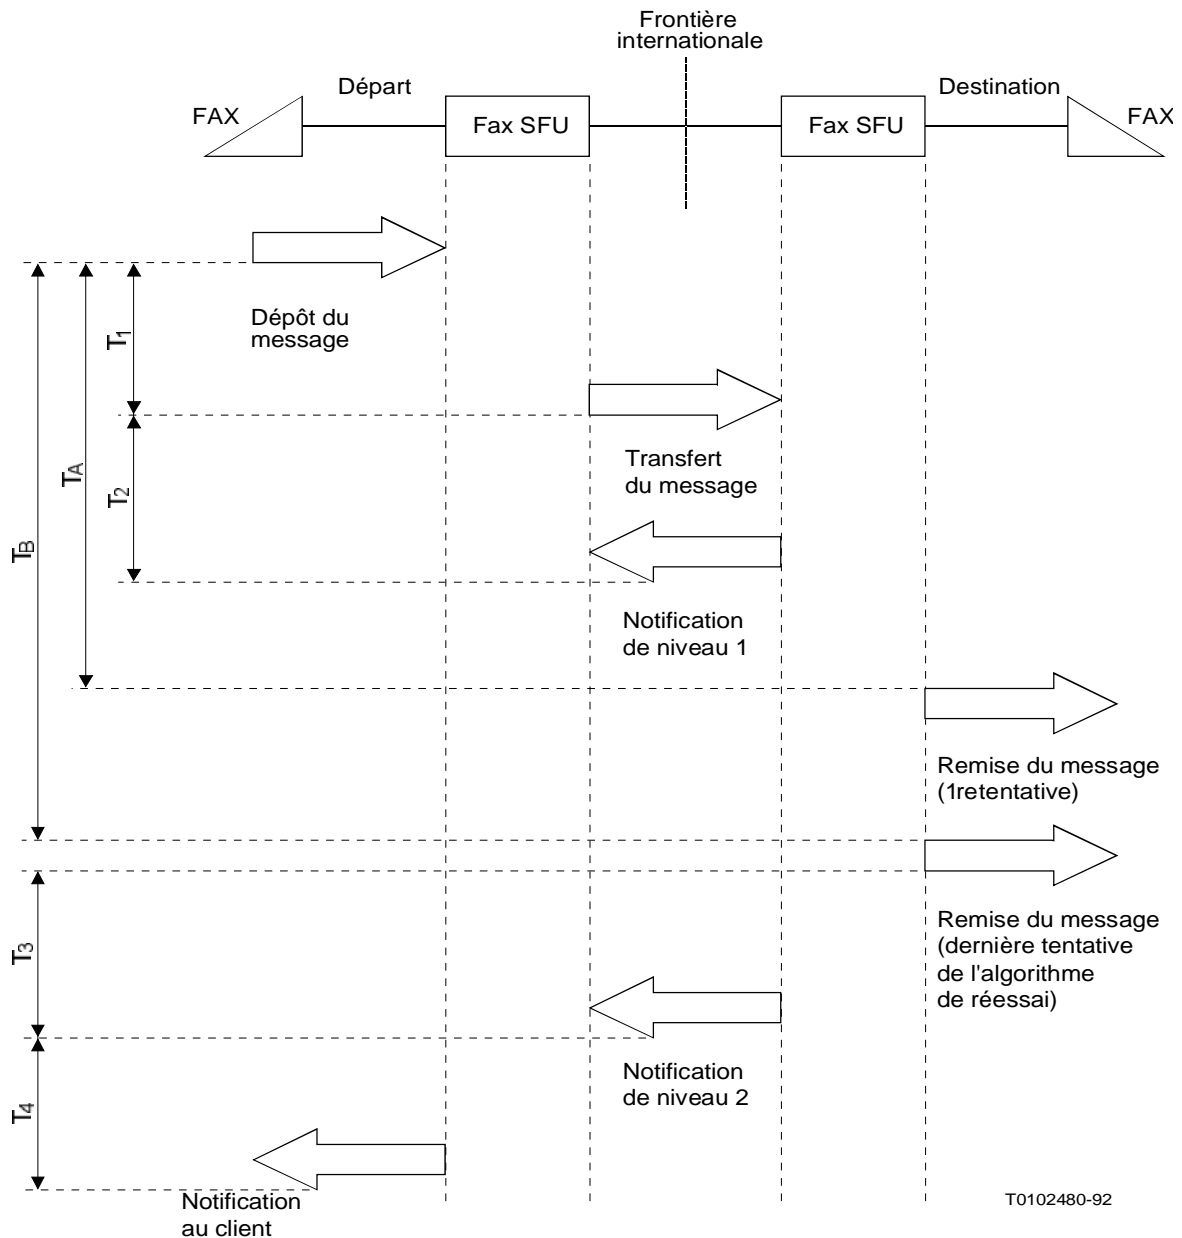 Frontière
internationale
Départ
Destination
FAX
Fax SFU
Fax SFU
FAX
Dépôt du
message
T1
Transfert
du message
TA
T2
TB
Notification
de niveau 1
Remise du message
(1retentative)
Remise du message
(dernière tentative
de l'algorithme
de réessai)
T3
Notification
de niveau 2
T4
Notification
au client
T0102480-92